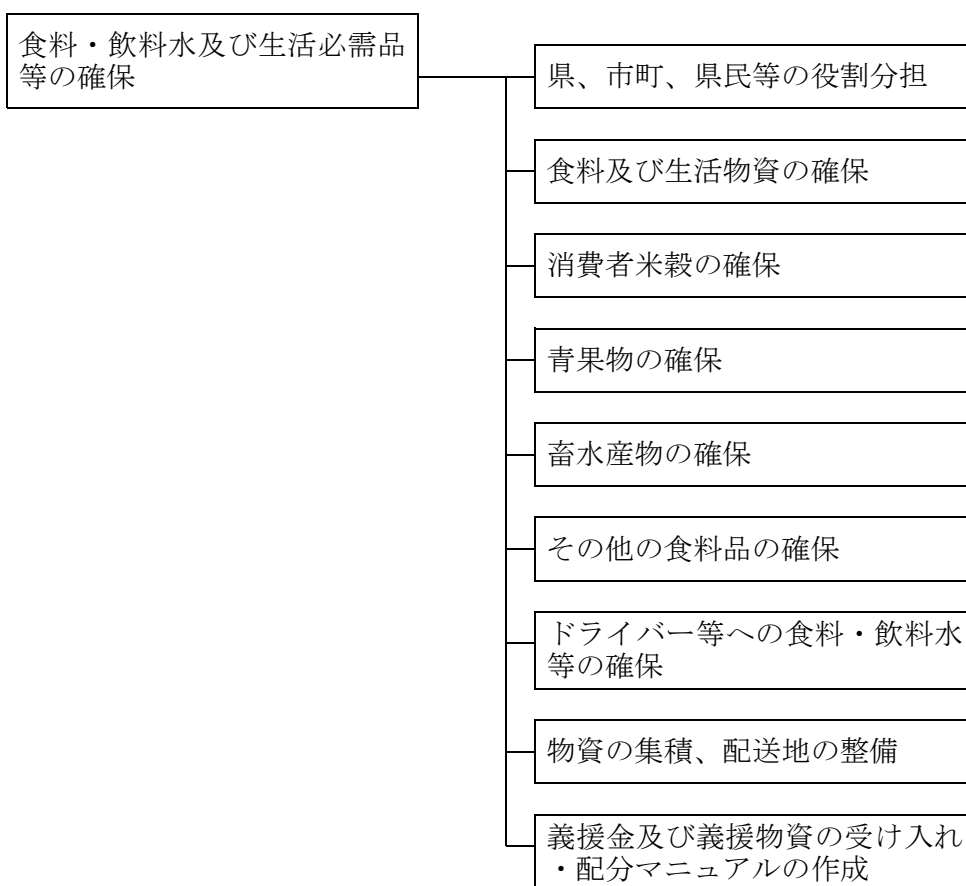 食料・飲料水及び生活必需品
等の確保
県、市町、県民等の役割分担
食料及び生活物資の確保
消費者米穀の確保
青果物の確保
畜水産物の確保
その他の食料品の確保
ドライバー等への食料・飲料水
等の確保
物資の集積、配送地の整備
義援金及び義援物資の受け入れ
・配分マニュアルの作成